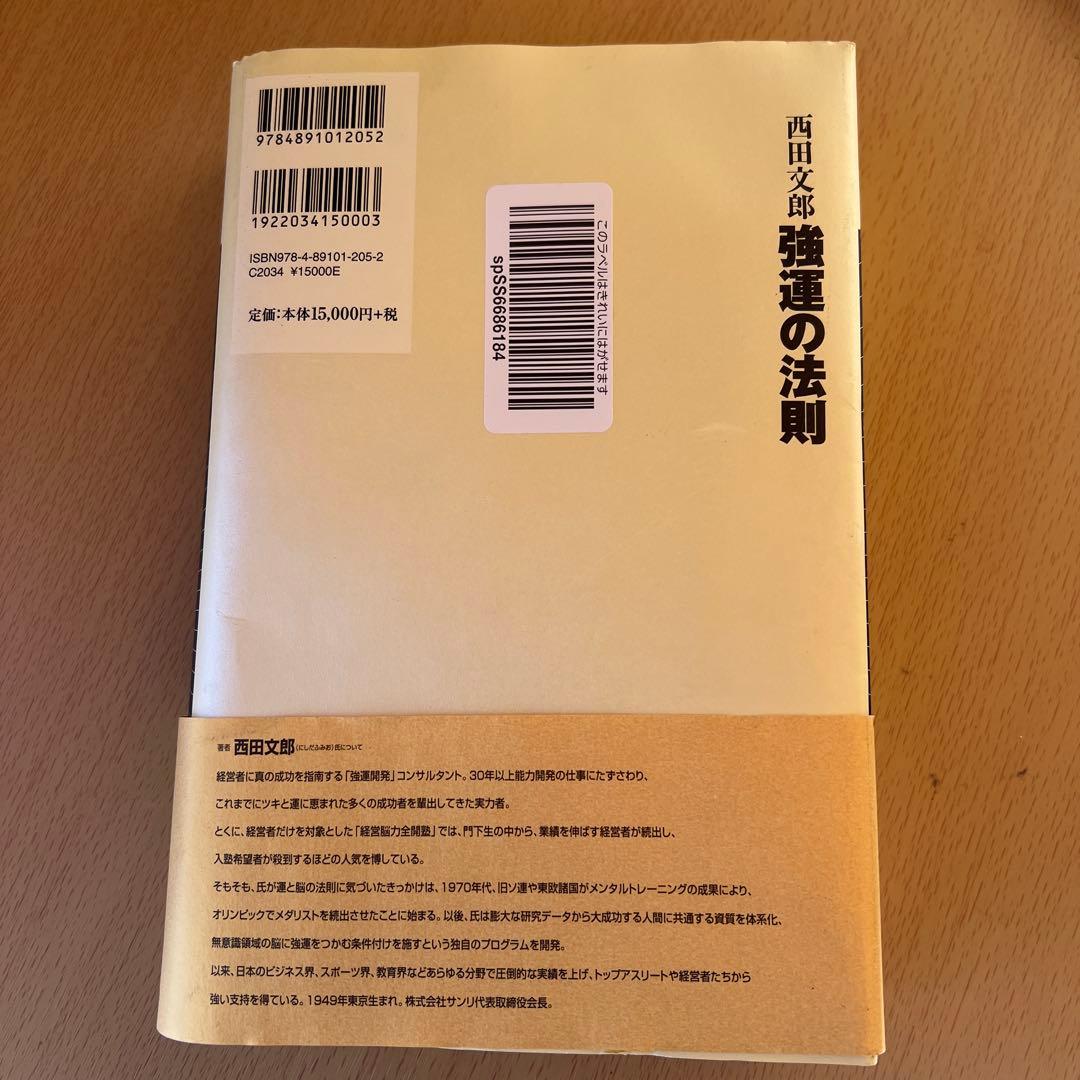 9784891012052
1922034150003
ISBN978-4-89101-205-2
C2034 ¥15000E
定価：本体15,000円+税
このラベルはきれいにはがせます
spSS6686184
西田文郎 強運の法則
著者 西田文郎（にしだふみお）氏について
経営者に真の成功を指南する「強運開発」コンサルタント。30年以上能力開発の仕事にたずさわり、
これまでにツキと運に恵まれた多くの成功者を輩出してきた実力者。
とくに、経営者だけを対象とした「経営脳力全開塾」では、門下生の中から、業績を伸ばす経営者が続出し、
入塾希望者が殺到するほどの人気を博している。
そもそも、氏が運と脳の法則に気づいたきっかけは、1970年代、旧ソ連や東欧諸国がメンタルトレーニングの成果により、
オリンピックでメダリストを続出させたことに始まる。以後、氏は膨大な研究データから大成功する人間に共通する資質を体系化、
無意識領域の脳に強運をつかむ条件付けを施すという独自のプログラムを開発。
以来、日本のビジネス界、スポーツ界、教育界などあらゆる分野で圧倒的な実績を上げ、トップアスリートや経営者たちから
強い支持を得ている。1949年東京生まれ。株式会社サンリ代表取締役会長。